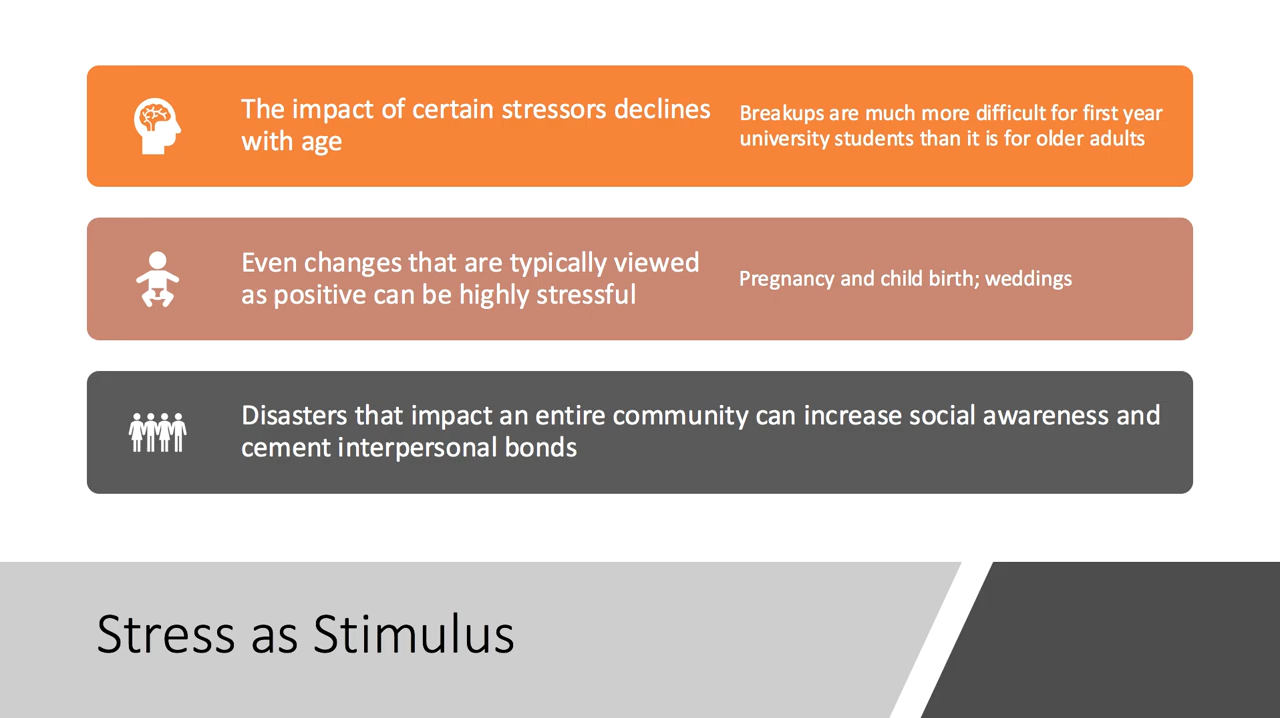 The impact of certain stressors declines
with age
Breakups are much more difficult for first year
university students than it is for older adults
Even changes that are typically viewed
as positive can be highly stressful
Pregnancy and child birth; weddings
Disasters that impact an entire community can increase social awareness and
cement interpersonal bonds
Stress as Stimulus